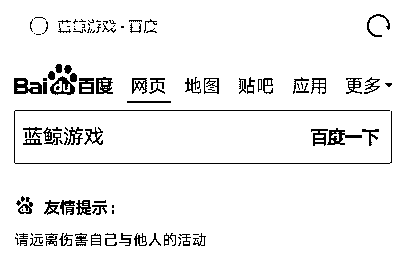 蓝鲸游戏 - 百度
Bai du 百度 网页 地图 贴吧 应用 更多
蓝鲸游戏 百度一下
友情提示：
请远离伤害自己与他人的活动